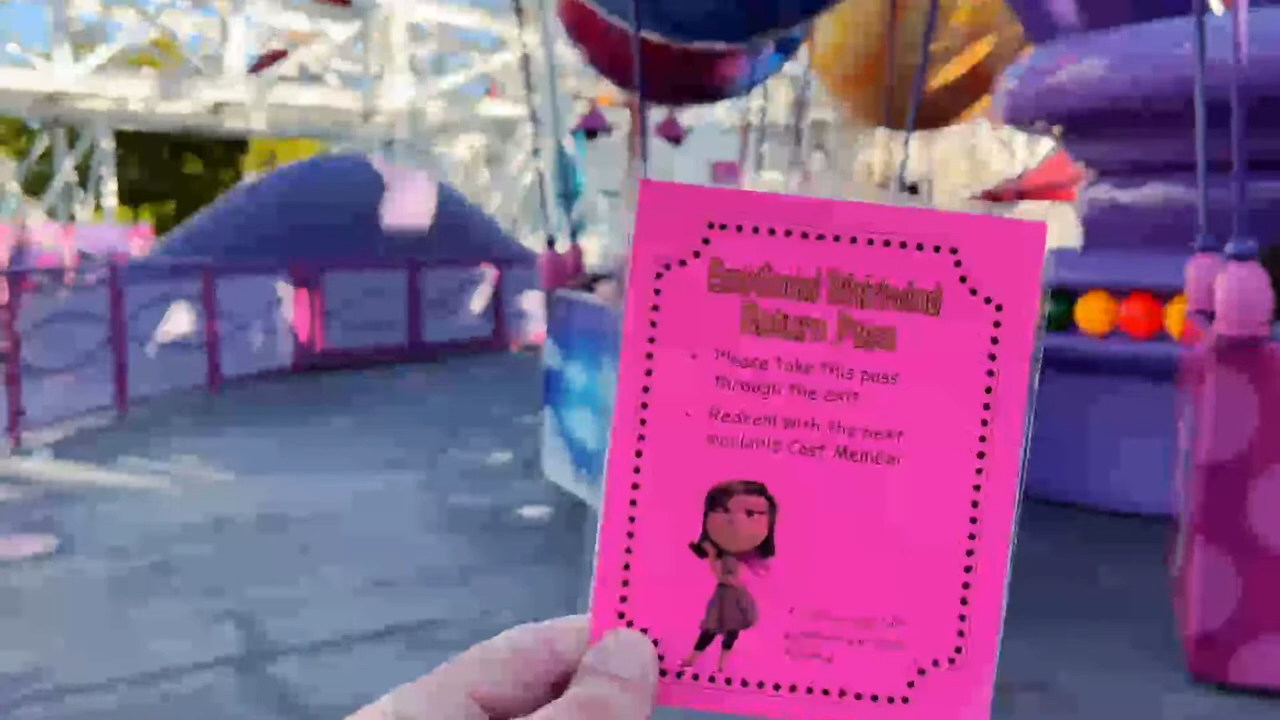 Emotional Whirlwind
Return Pass
Please take this pass
through the exit
Redeem with the next
available Cast Member